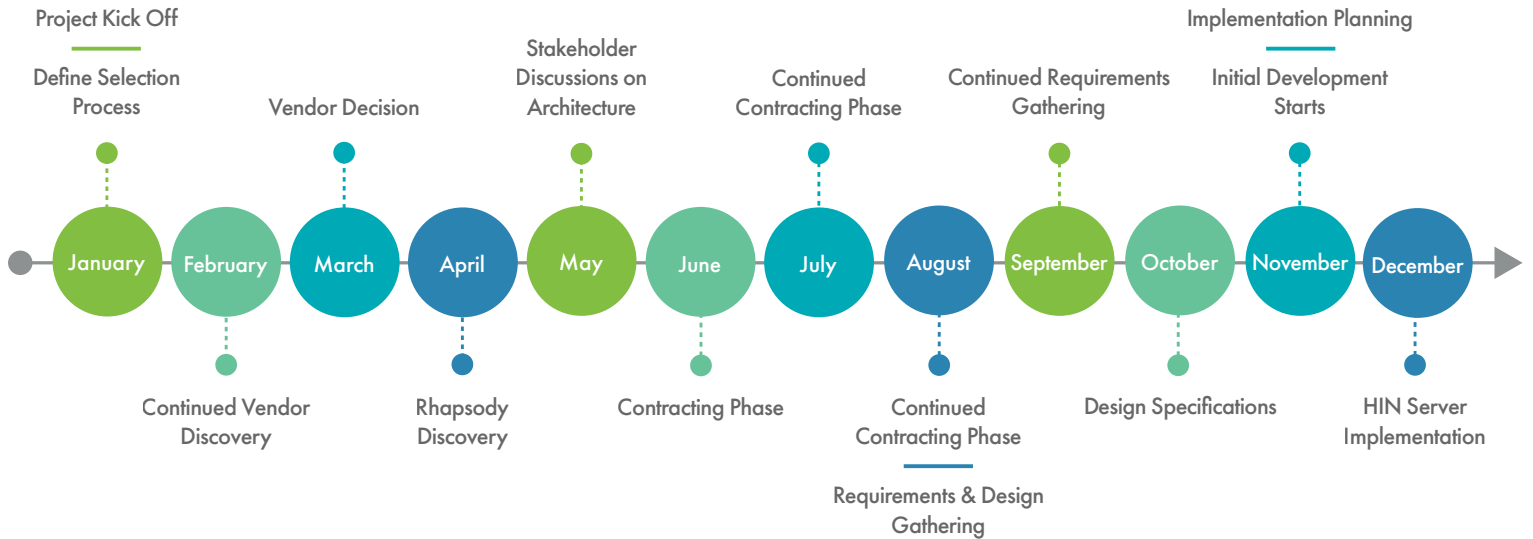 Project Kick Off
Define Selection
Process
Vendor Decision
Stakeholder
Discussions on
Architecture
Continued
Contracting Phase
Continued Requirements
Gathering
Implementation Planning
Initial Development
Starts
January
February
March
April
May
June
July
August
September
October
November
December
Continued Vendor
Discovery
Rhapsody
Discovery
Contracting Phase
Continued
Contracting Phase
Requirements & Design
Gathering
Design Specifications
HIN Server
Implementation